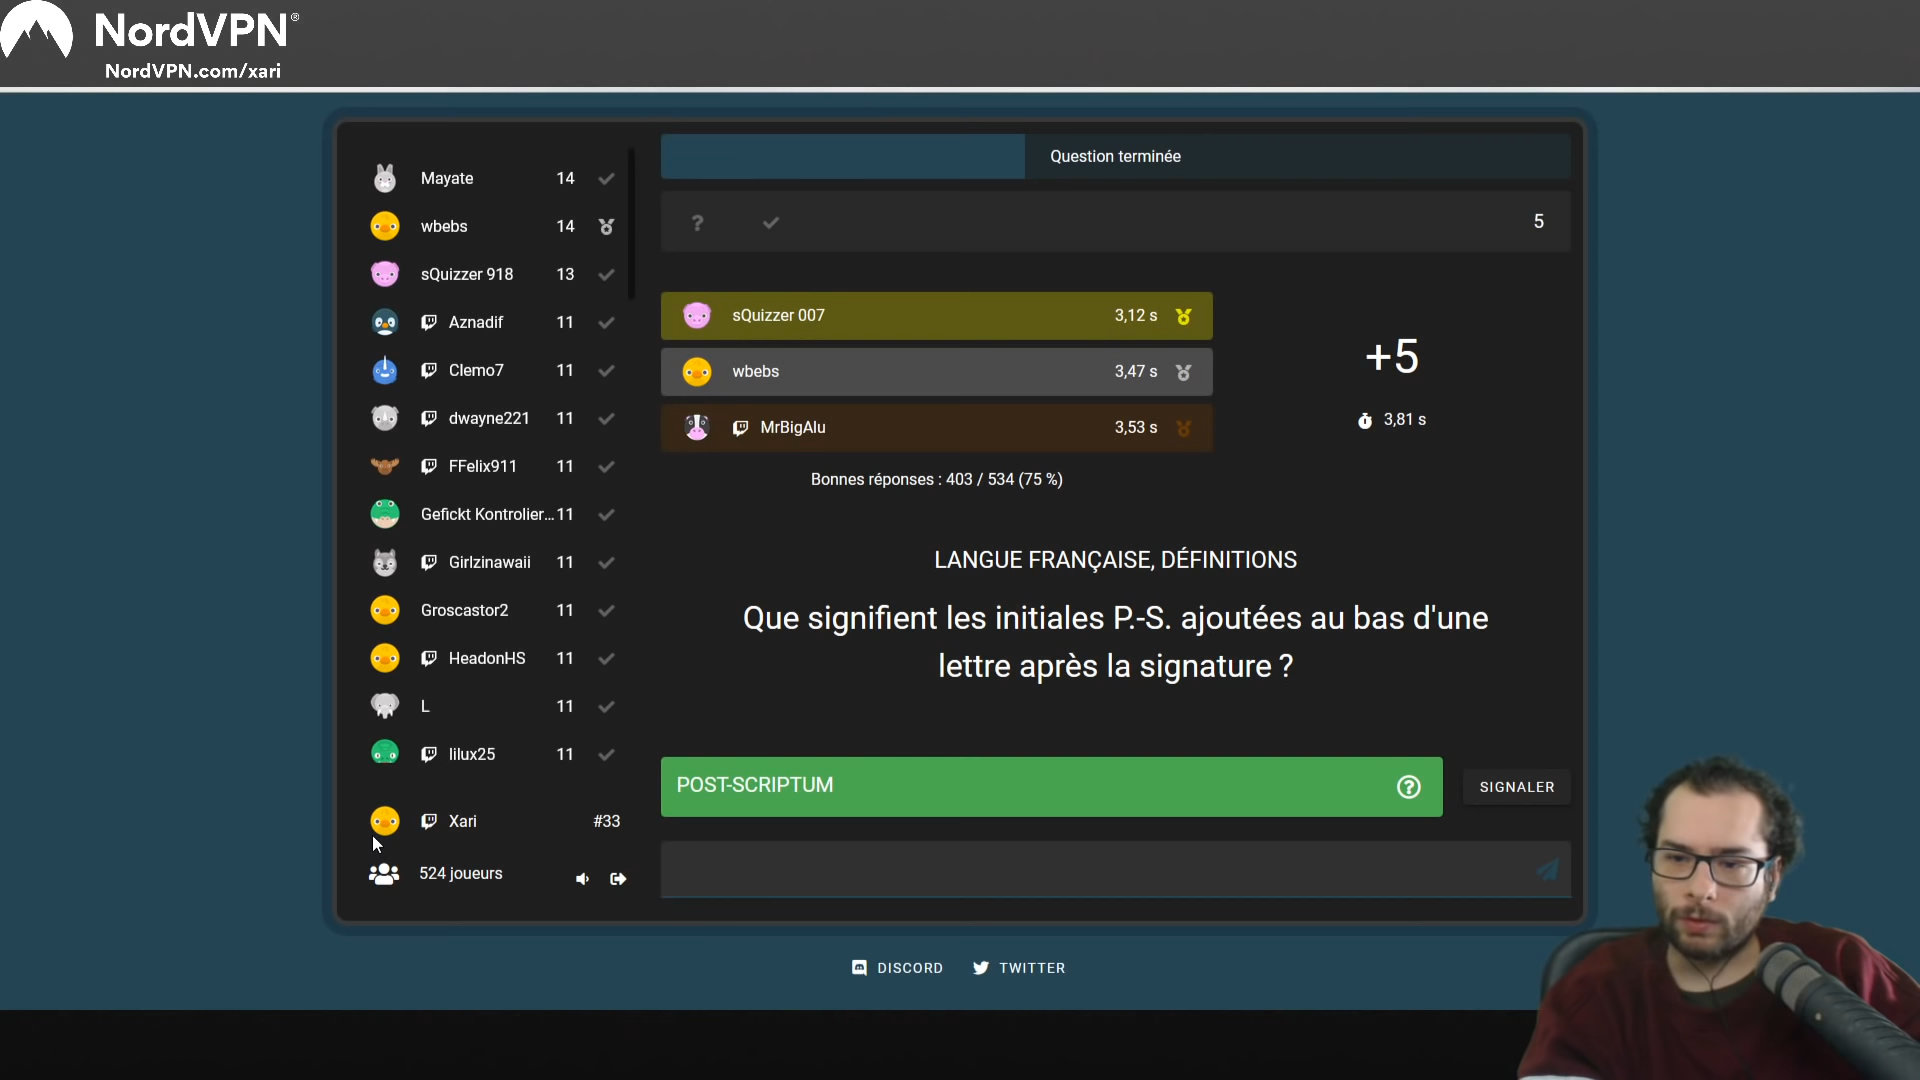 NordVPN®
NordVPN.com/xari
Mayate 14
wbebs 14
sQuizzer 918 13
Aznadif 11
Clemo7 11
dwayne221 11
FFelix911 11
Gefickt Kontrolier... 11
Girlzinawaii 11
Groscastor2 11
HeadonHS 11
L 11
lilux25 11
Xari #33
524 joueurs
Question terminée
? 5
sQuizzer 007 3,12 s
wbebs 3,47 s
MrBigAlu 3,53 s
+5
3,81 s
Bonnes réponses : 403 / 534 (75 %)
LANGUE FRANÇAISE, DÉFINITIONS
Que signifient les initiales P.-S. ajoutées au bas d'une
lettre après la signature ?
POST-SCRIPTUM ?
SIGNALER
DISCORD TWITTER